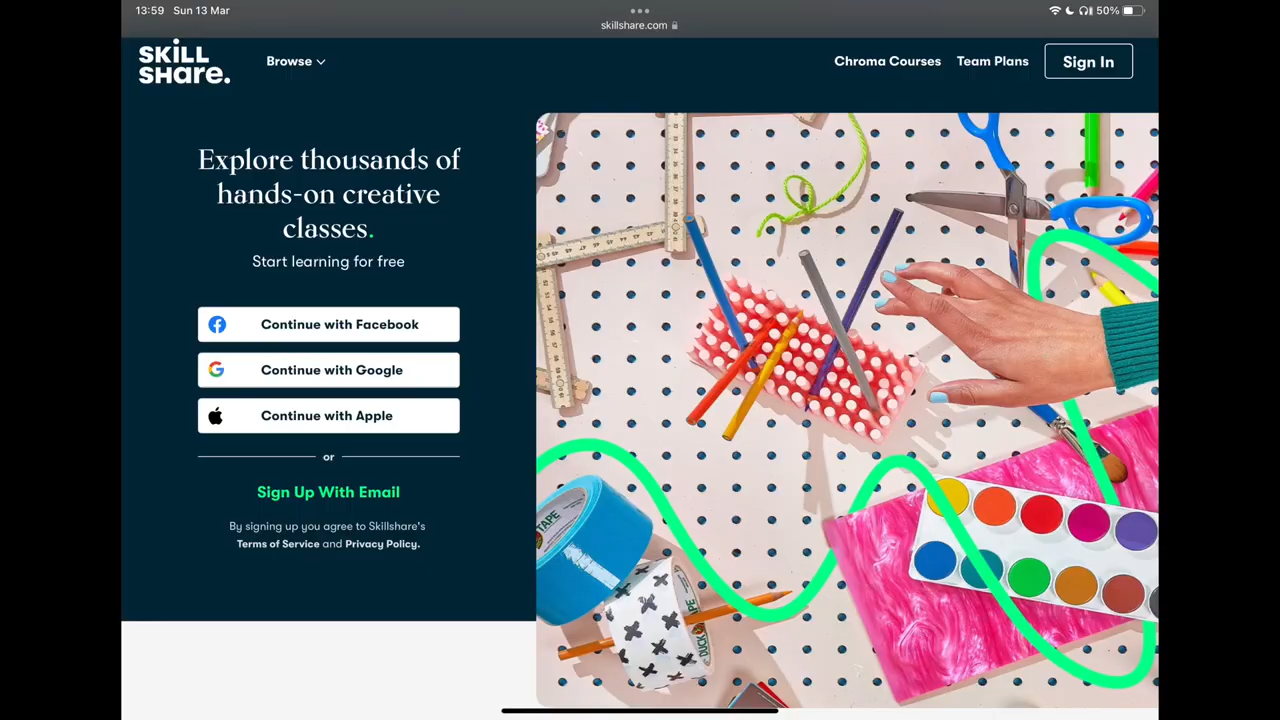 13:59 Sun 13 Mar
skillshare.com
50%
SKILL
SHare.
Browse
Chroma Courses
Team Plans
Sign In
Explore thousands of
hands-on creative
classes.
Start learning for free
Continue with Facebook
Continue with Google
Continue with Apple
or
Sign Up With Email
By signing up you agree to Skillshare's
Terms of Service and Privacy Policy.
TAPE
DUCK